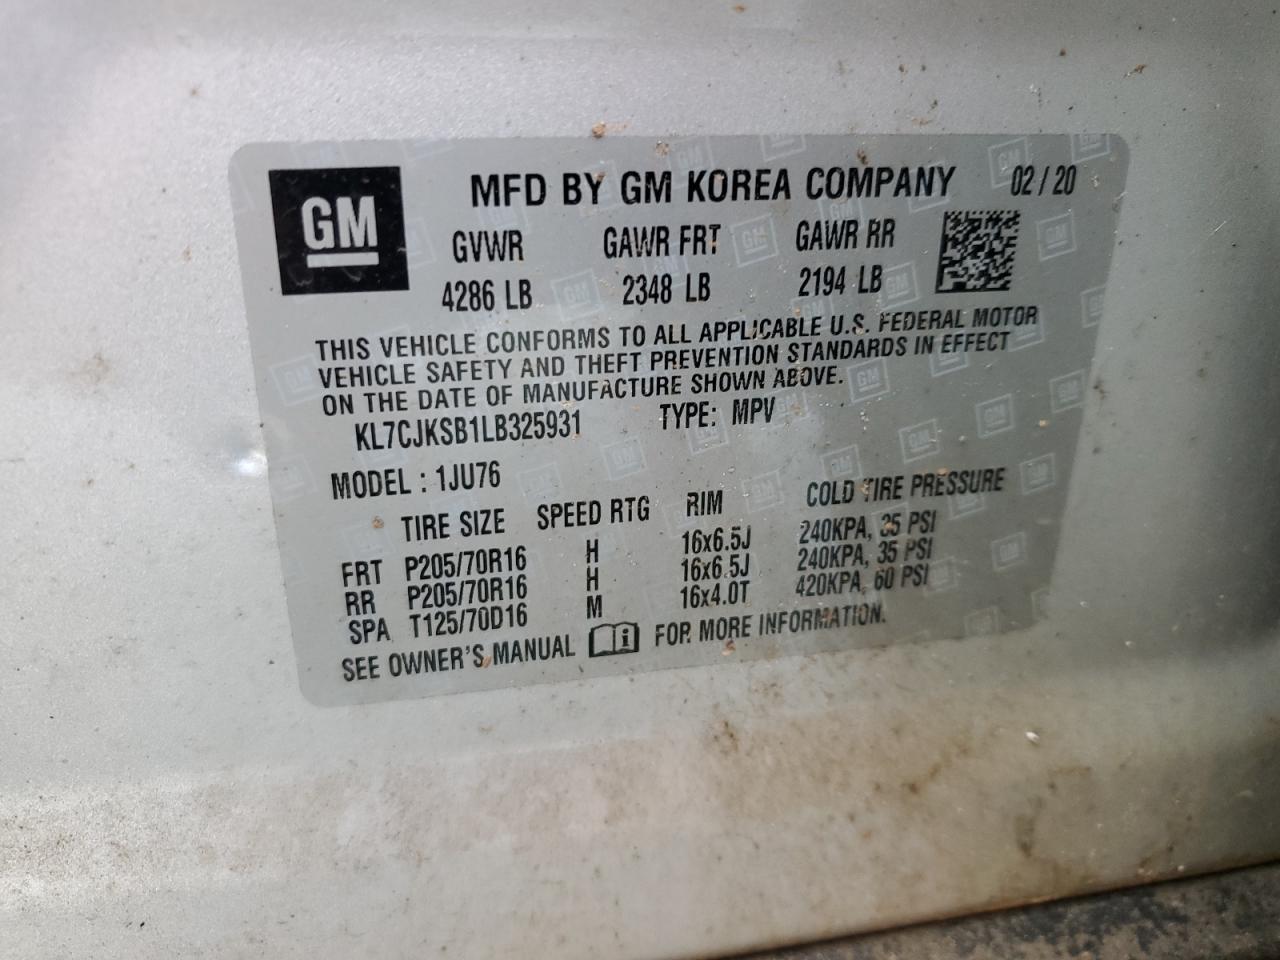 GM
MFD BY GM KOREA COMPANY 02/20
GVWR GAWR FRT GAWR RR
4286 LB 2348 LB 2194 LB
THIS VEHICLE CONFORMS TO ALL APPLICABLE U.S. FEDERAL MOTOR
VEHICLE SAFETY AND THEFT PREVENTION STANDARDS IN EFFECT
ON THE DATE OF MANUFACTURE SHOWN ABOVE.
KL7CJKSB1LB325931 TYPE: MPV
MODEL : 1JU76
TIRE SIZE SPEED RTG RIM COLD TIRE PRESSURE
FRT P205/70R16 H 16x6.5J 240KPA, 35 PSI
RR P205/70R16 H 16x6.5J 240KPA, 35 PSI
SPA T125/70D16 M 16x4.0T 420KPA, 60 PSI
SEE OWNER'S MANUAL i FOR MORE INFORMATION.